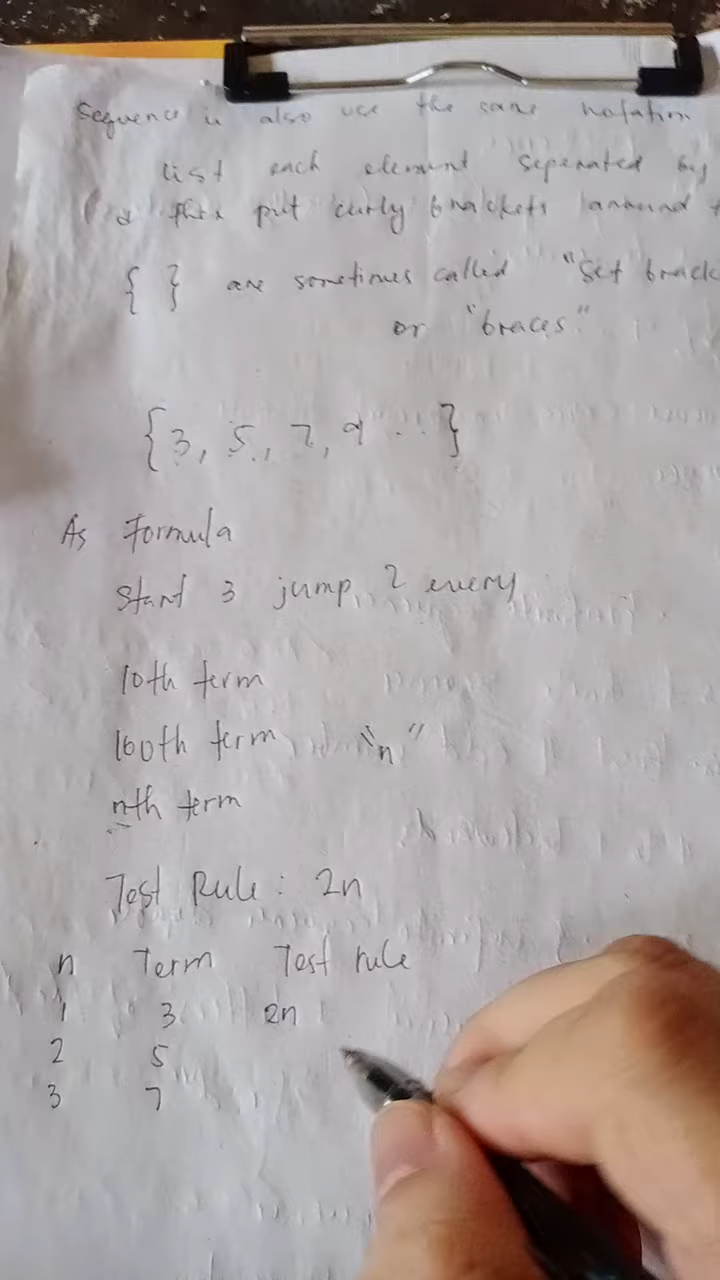 Sequence is also use the same notation
list each element seperated by
then put curly brackets around
{ } are sometimes called "Set brack
or "braces"
{3, 5, 7, 9 ...}
As Formula
Start 3 jump 2 every
10th term
100th term "n"
nth term
Test Rule: 2n
n Term Test rule
1 3 2n
2 5
3 7